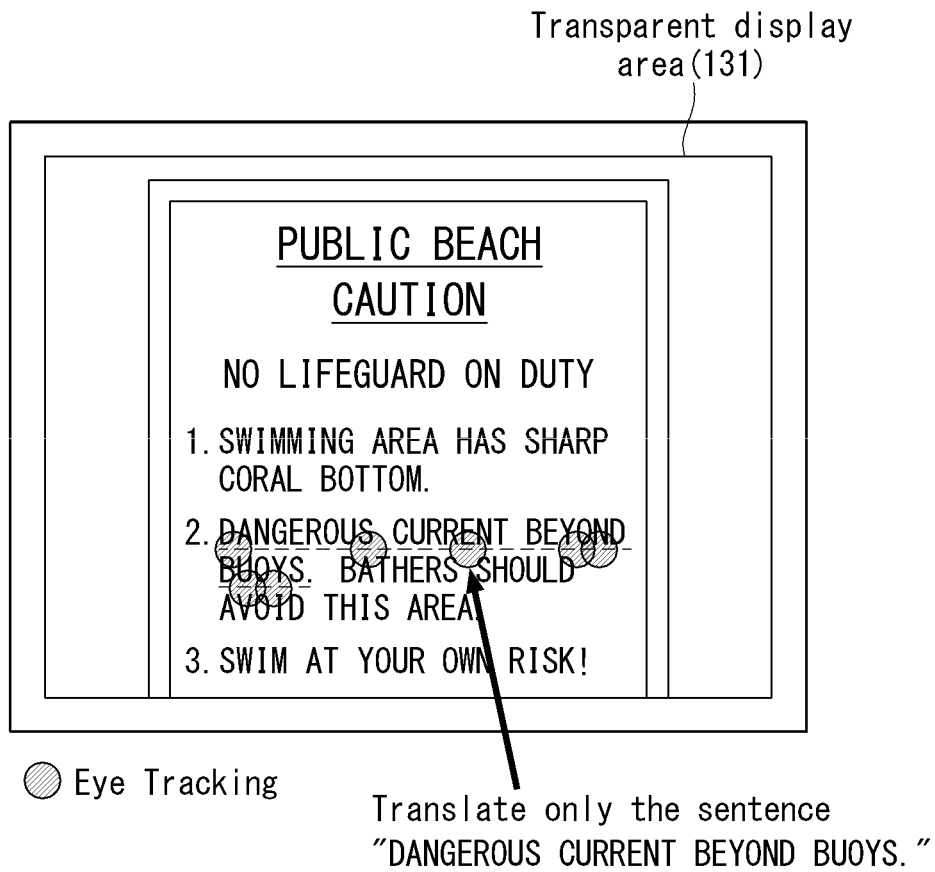 Transparent display
area(131)
PUBLIC BEACH
CAUTION
NO LIFEGUARD ON DUTY
1. SWIMMING AREA HAS SHARP
CORAL BOTTOM.
2. DANGEROUS CURRENT BEYOND
BUOYS. BATHERS SHOULD
AVOID THIS AREA.
3. SWIM AT YOUR OWN RISK!
Eye Tracking
Translate only the sentence
"DANGEROUS CURRENT BEYOND BUOYS."